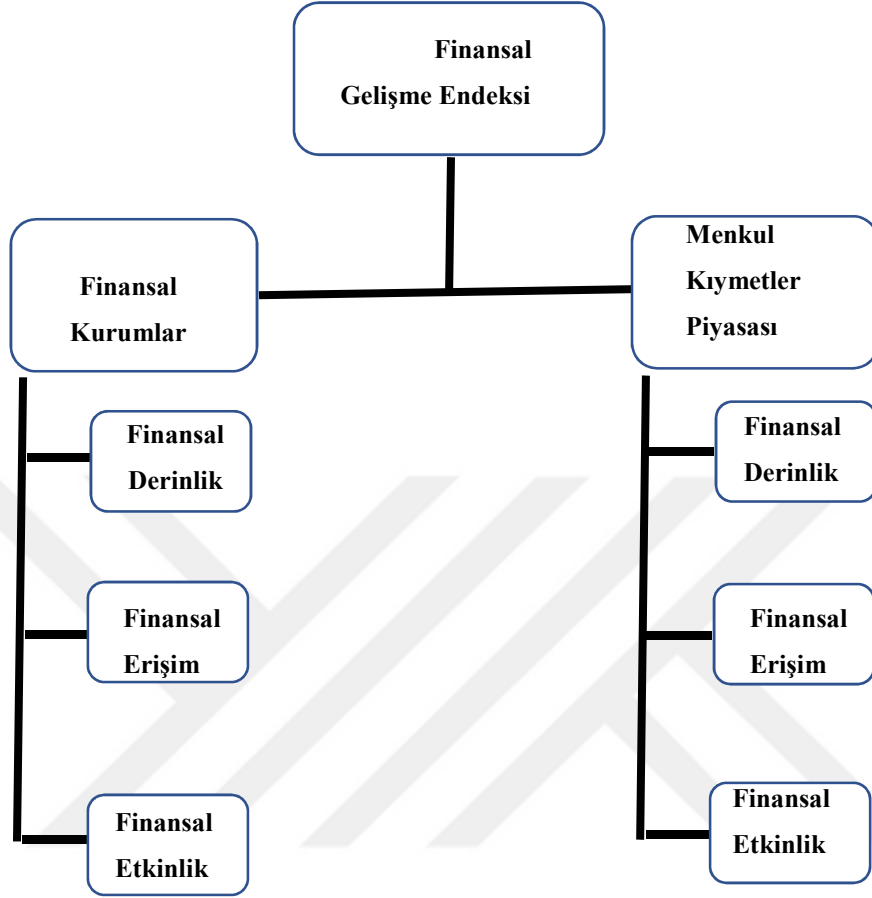 Finansal
Gelişme Endeksi
Finansal
Kurumlar
Menkul
Kıymetler
Piyasası
Finansal
Derinlik
Finansal
Derinlik
Finansal
Erişim
Finansal
Erişim
Finansal
Etkinlik
Finansal
Etkinlik